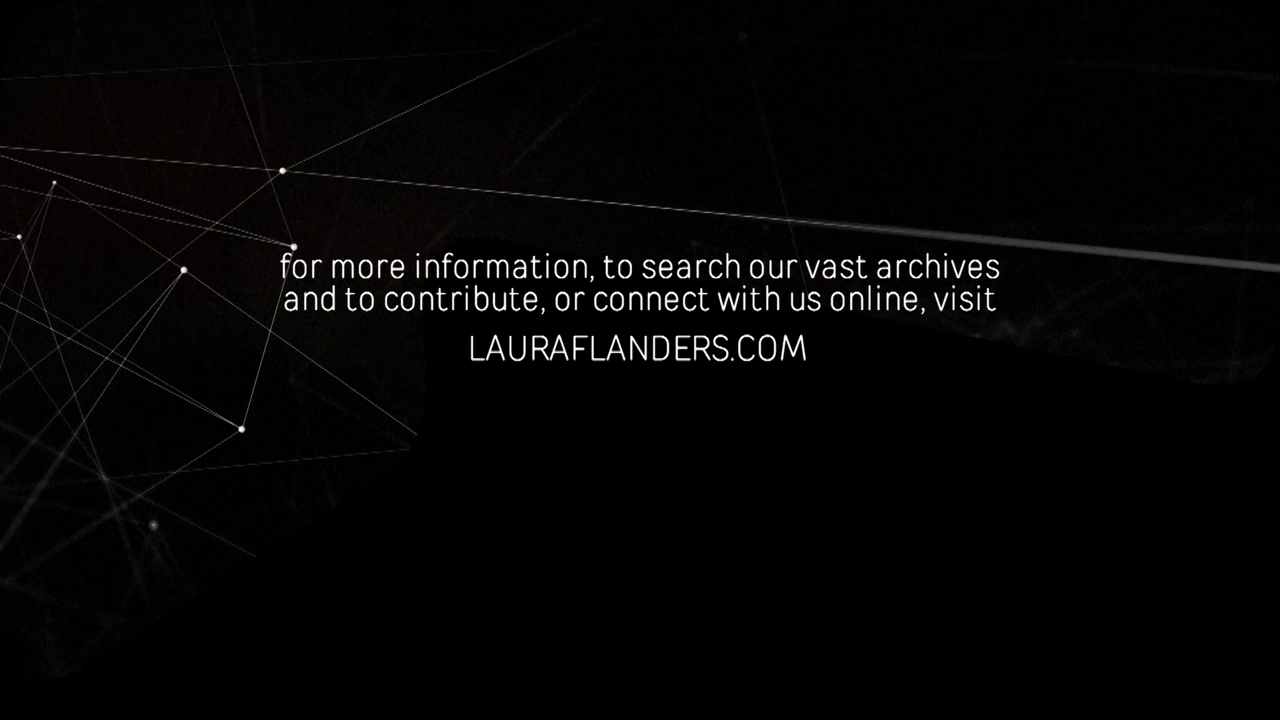 for more information, to search our vast archives
and to contribute, or connect with us online, visit
LAURAFLANDERS.COM